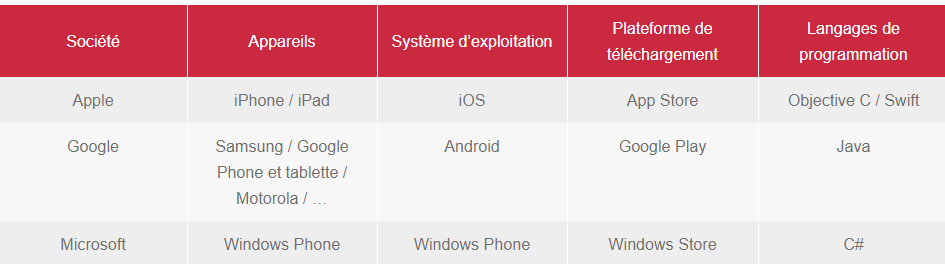 Société
Appareils
Système d'exploitation
Plateforme de
téléchargement
Langages de
programmation
Apple
iPhone / iPad
iOS
App Store
Objective C / Swift
Google
Samsung / Google
Phone et tablette /
Motorola / …
Android
Google Play
Java
Microsoft
Windows Phone
Windows Phone
Windows Store
C#